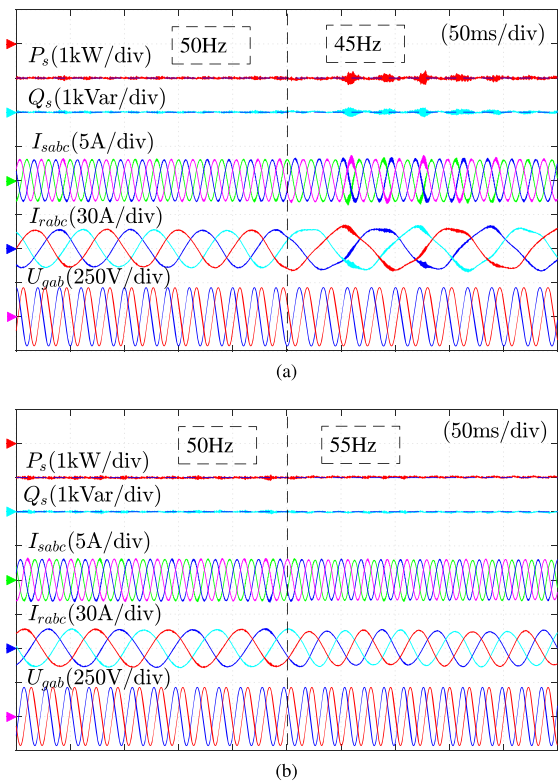 50Hz
45Hz
(50ms/div)
P_s(1kW/div)
Q_s(1kVar/div)
I_sabc(5A/div)
I_rabc(30A/div)
U_gab(250V/div)
(a)
50Hz
55Hz
(50ms/div)
P_s(1kW/div)
Q_s(1kVar/div)
I_sabc(5A/div)
I_rabc(30A/div)
U_gab(250V/div)
(b)